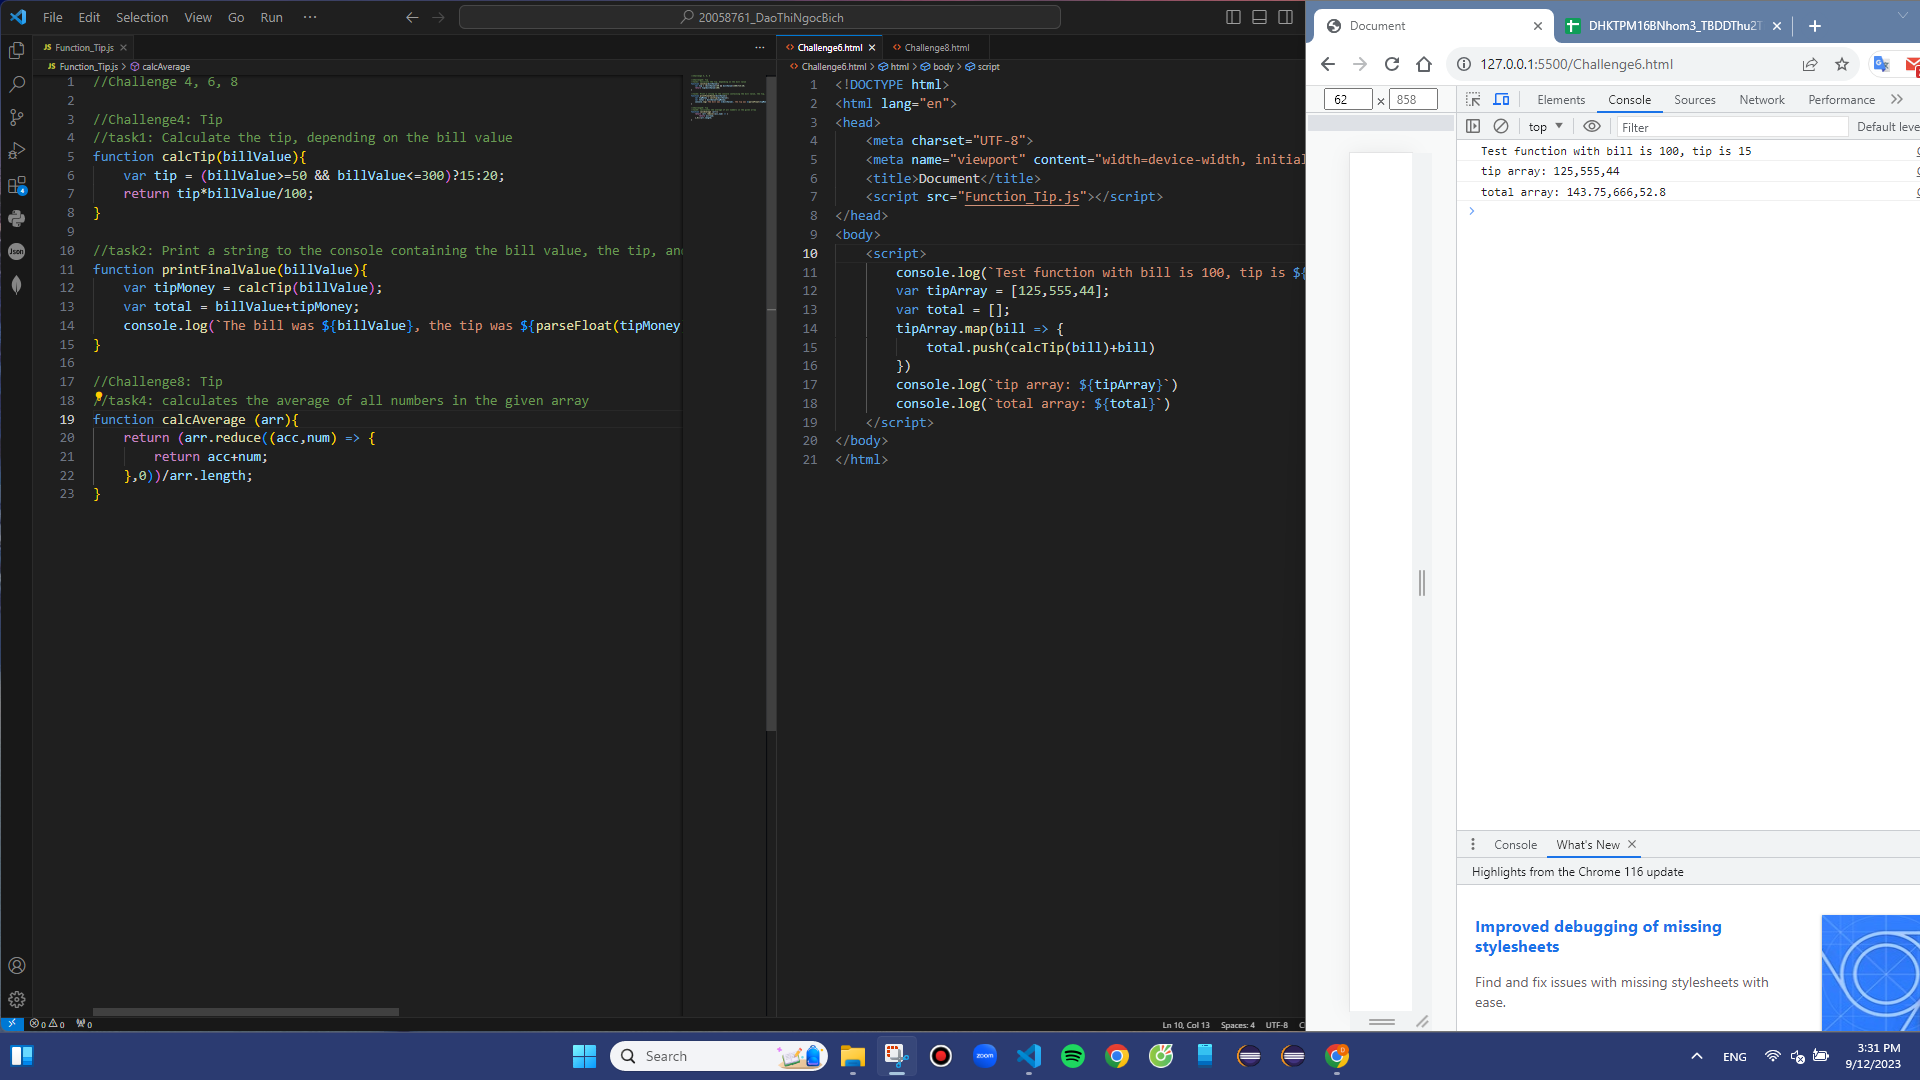 File Edit Selection View Go Run ···
20058761_DaoThiNgocBich
JS Function_Tip.js
JS Function_Tip.js > calcAverage
1 //Challenge 4, 6, 8
2
3 //Challenge4: Tip
4 //task1: Calculate the tip, depending on the bill value
5 function calcTip(billValue){
6 var tip = (billValue>=50 && billValue<=300)?15:20;
7 return tip*billValue/100;
8 }
9
10 //task2: Print a string to the console containing the bill value, the tip, and
11 function printFinalValue(billValue){
12 var tipMoney = calcTip(billValue);
13 var total = billValue+tipMoney;
14 console.log(`The bill was ${billValue}, the tip was ${parseFloat(tipMoney
15 }
16
17 //Challenge8: Tip
18 //task4: calculates the average of all numbers in the given array
19 function calcAverage (arr){
20 return (arr.reduce((acc,num) => {
21 return acc+num;
22 },0))/arr.length;
23 }
Challenge6.html Challenge8.html
Challenge6.html > html > body > script
1 <!DOCTYPE html>
2 <html lang="en">
3 <head>
4 <meta charset="UTF-8">
5 <meta name="viewport" content="width=device-width, initial
6 <title>Document</title>
7 <script src="Function_Tip.js"></script>
8 </head>
9 <body>
10 <script>
11 console.log(`Test function with bill is 100, tip is ${
12 var tipArray = [125,555,44];
13 var total = [];
14 tipArray.map(bill => {
15 total.push(calcTip(bill)+bill)
16 })
17 console.log(`tip array: ${tipArray}`)
18 console.log(`total array: ${total}`)
19 </script>
20 </body>
21 </html>
0 0 0
Ln 10, Col 13 Spaces: 4 UTF-8 C
Document DHKTPM16BNhom3_TBDDThu2T
127.0.0.1:5500/Challenge6.html
62 × 858
Elements Console Sources Network Performance
top Filter Default leve
Test function with bill is 100, tip is 15
tip array: 125,555,44
total array: 143.75,666,52.8
Console What's New
Highlights from the Chrome 116 update
Improved debugging of missing
stylesheets
Find and fix issues with missing stylesheets with
ease.
Search
zoom
ENG
3:31 PM
9/12/2023